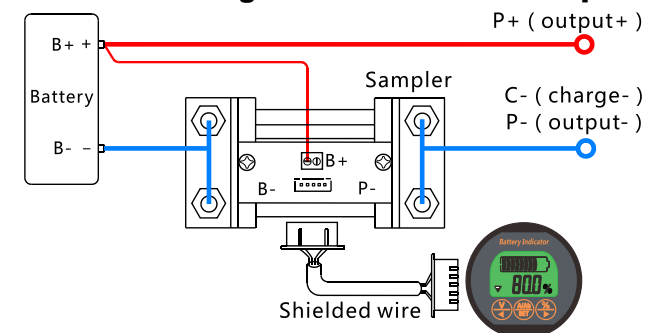 P+ ( output+ )
B+ +
Sampler
Battery
C- ( charge- )
P- ( output- )
B- -
B+
B- P-
Battery Indicator
80.0%
V
%
Shielded wire